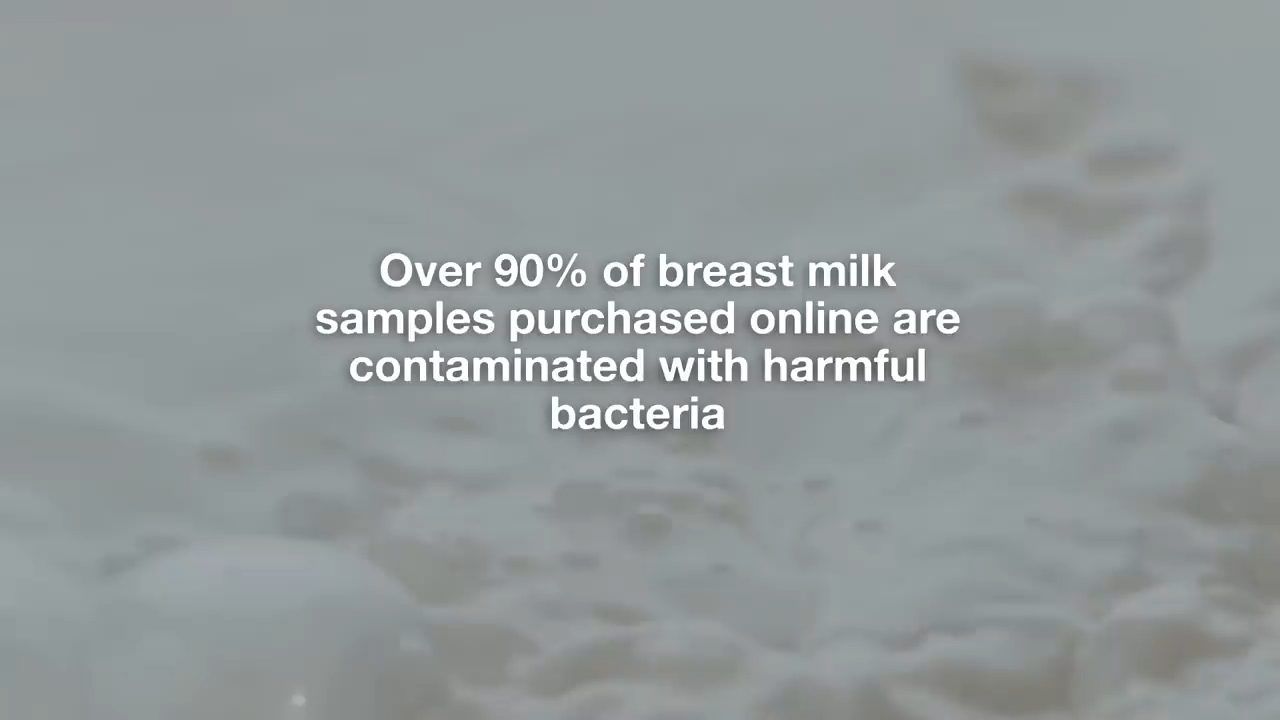 Over 90% of breast milk
samples purchased online are
contaminated with harmful
bacteria